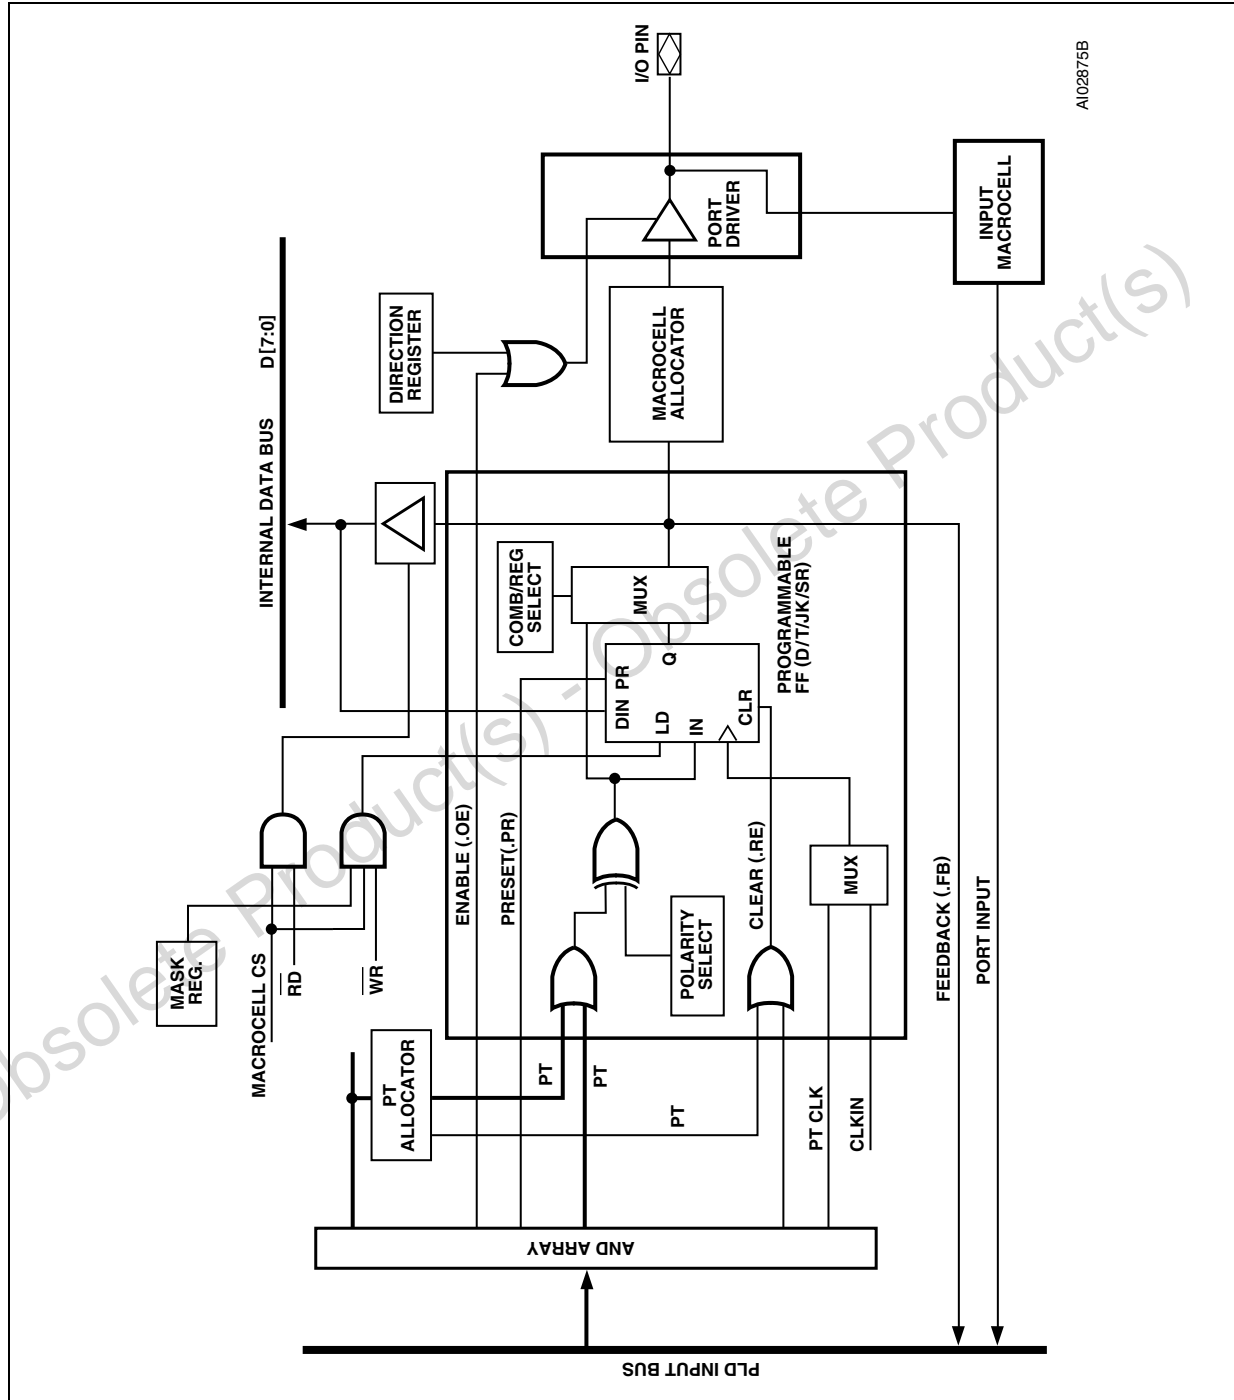 AI02875B
I/O PIN
PORT
DRIVER
INPUT
MACROCELL
INTERNAL DATA BUS D[7:0]
DIRECTION
REGISTER
MACROCELL
ALLOCATOR
COMB/REG
SELECT
MUX
PROGRAMMABLE
FF (D/T/JK/SR)
DIN PR
LD
Q
IN
CLR
MASK
REG.
MACROCELL CS
RD
WR
ENABLE (.OE)
PRESET(.PR)
POLARITY
SELECT
CLEAR (.RE)
MUX
FEEDBACK (.FB)
PORT INPUT
PT
ALLOCATOR
PT
PT
PT
PT CLK
CLKIN
AND ARRAY
PLD INPUT BUS
Obsolete Product(s) - Obsolete Product(s)